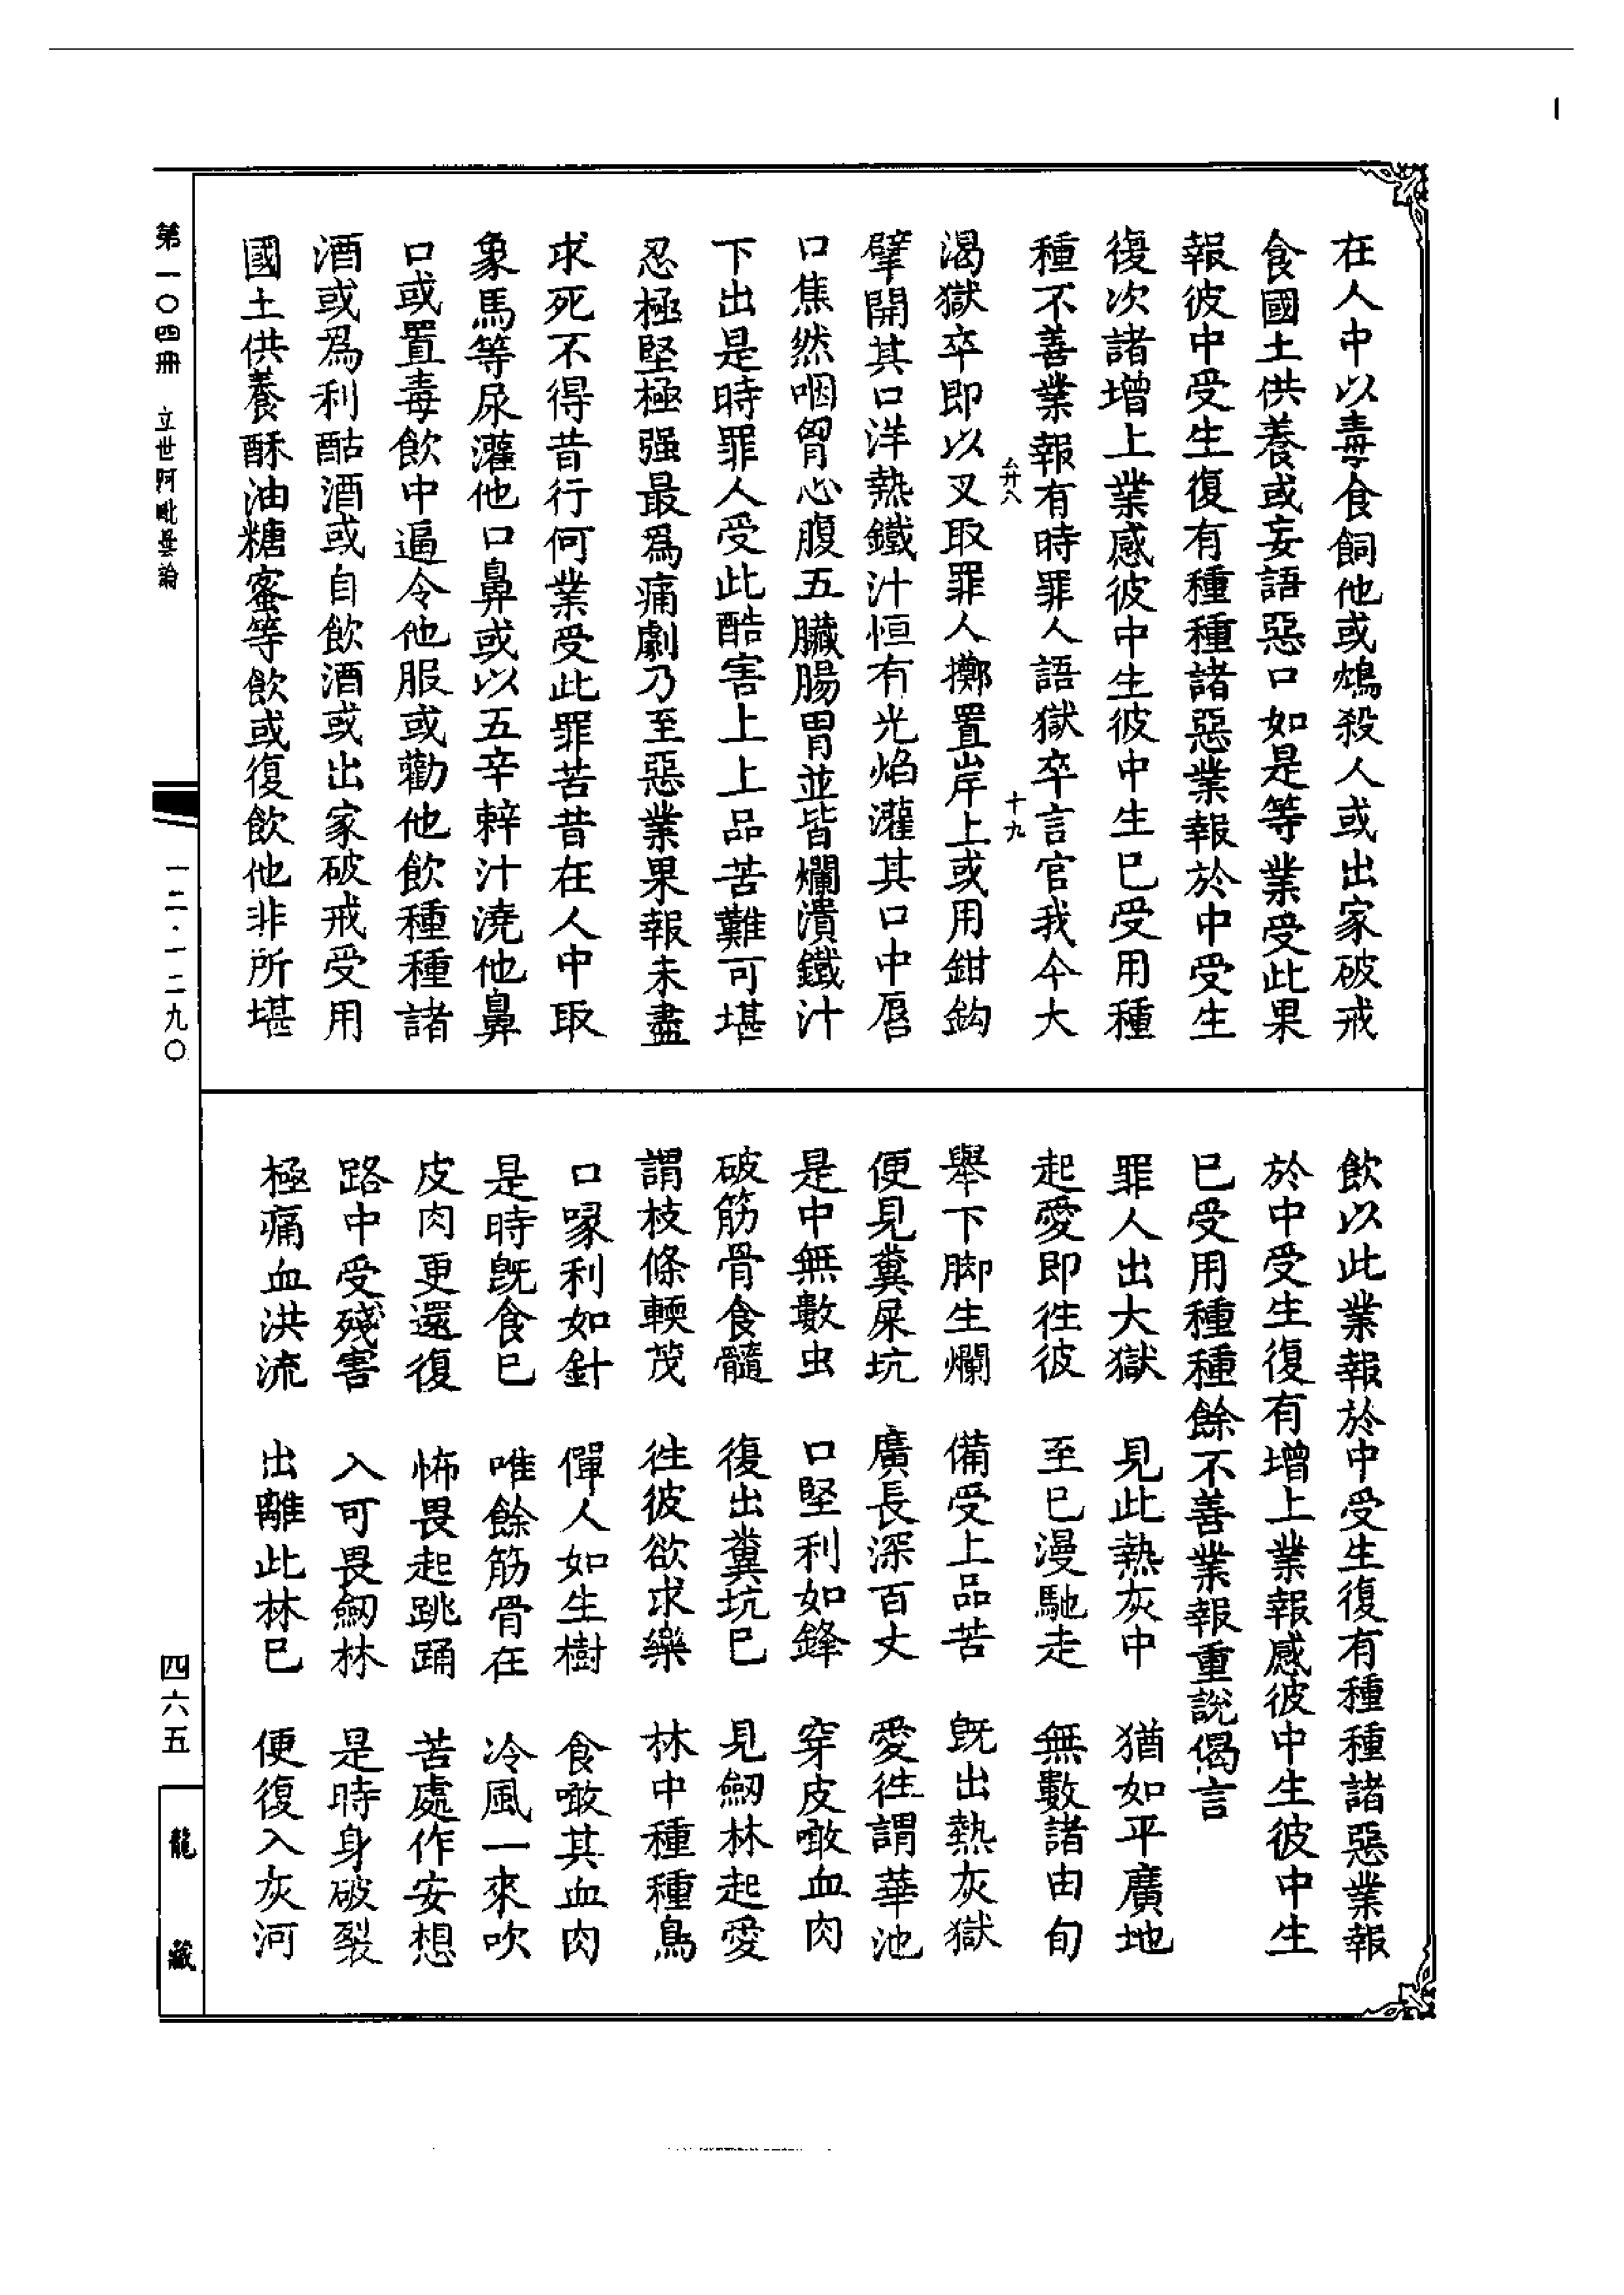 在人中以毒食飼他或鴆殺人或出家破戒
食國土供養或妄語惡口如是等業受此果
報彼中受生復有種種諸惡業報於中受生
復次諸增上業感彼中生彼中生已受用種
種不善業報有時罪人語獄卒言官我今大
十九
渴獄卒即以叉取罪人擲置岸上或用鉗鈎
擘開其口洋熱鐵汁恒有光焰灌其口中脣
口焦然咽胷心腹五臟腸胃並皆爛潰鐵汁
下出是時罪人受此酷害上上品苦難可堪
忍極堅極强最爲痛劇乃至惡業果報未盡
求死不得昔行何業受此罪苦昔在人中取
象馬等尿灌他口鼻或以五辛辢汁澆他鼻
口或置毒飲中逼令他服或勸他飲種種諸
酒或爲利酤酒或自飲酒或出家破戒受用
國土供養酥油糖蜜等飲或復飲他非所堪
飲以此業報於中受生復有種種諸惡業報
於中受生復有增上業報感彼中生彼中生
已受用種種餘不善業報重說偈言
罪人出大獄　見此熱灰中　猶如平廣地
起愛即往彼　至已漫馳走　無數諸由旬
舉下脚生爛　備受上品苦　旣出熱灰獄
便見糞屎坑　廣長深百丈　愛往謂華池
是中無數虫　口堅利如鋒　穿皮噉血肉
破筋骨食髓　復出糞坑已　見劒林起愛
謂枝條輭茂　往彼欲求樂　林中種種鳥
口喙利如針　倮人如生樹　食噉其血肉
是時旣食已　唯餘筋骨在　冷風一來吹
皮肉更還復　怖畏起跳踊　苦處作安想
路中受殘害　入可畏劒林　是時身破裂
極痛血洪流　出離此林已　便復入灰河
第一〇四冊　立世阿毗曇論
一二·一二九〇
四六五
龍藏